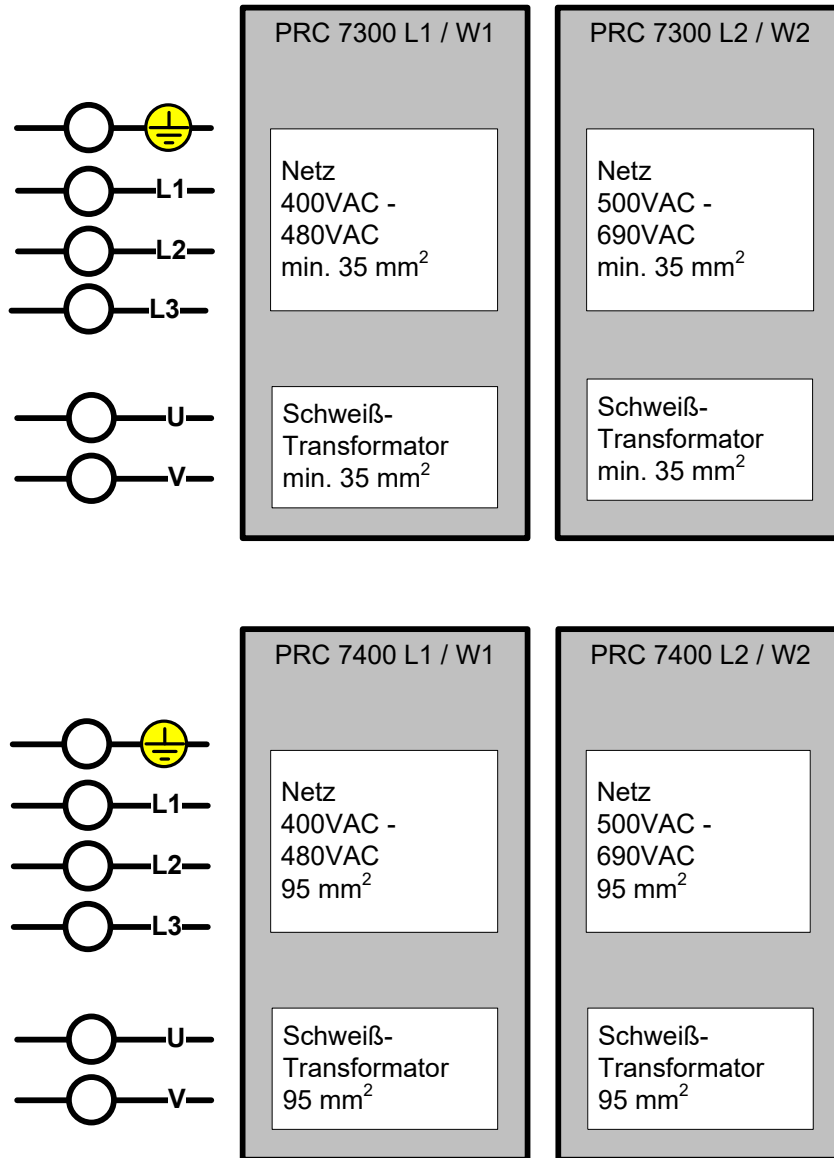 PRC 7300 L1 / W1
PRC 7300 L2 / W2
L1
L2
L3
U
V
Netz
400VAC -
480VAC
min. 35 mm²
Schweiß-
Transformator
min. 35 mm²
Netz
500VAC -
690VAC
min. 35 mm²
Schweiß-
Transformator
min. 35 mm²
PRC 7400 L1 / W1
PRC 7400 L2 / W2
L1
L2
L3
U
V
Netz
400VAC -
480VAC
95 mm²
Schweiß-
Transformator
95 mm²
Netz
500VAC -
690VAC
95 mm²
Schweiß-
Transformator
95 mm²